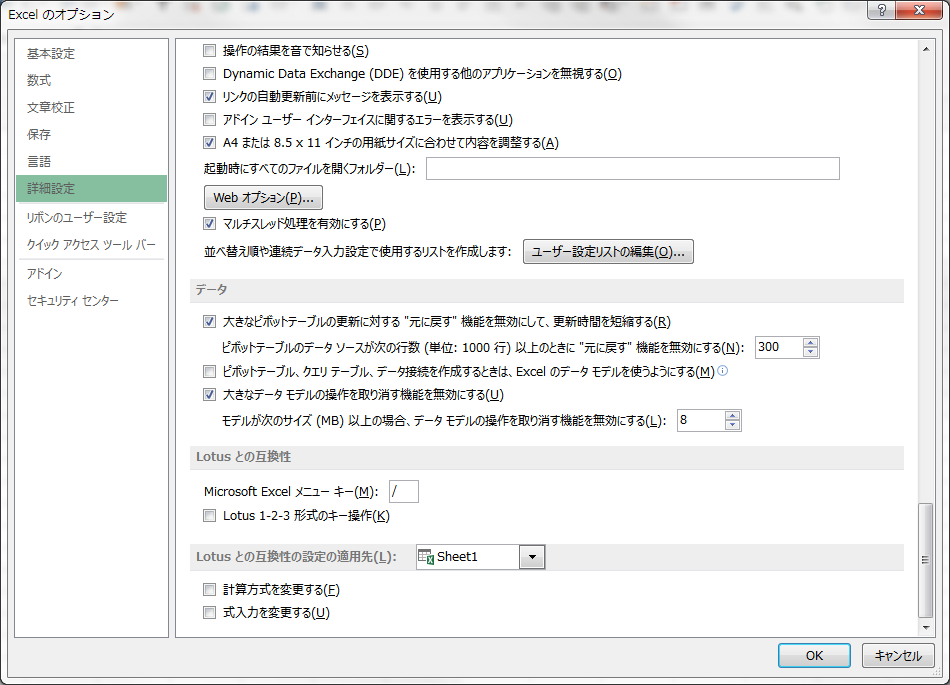 Excel のオプション
基本設定
数式
文章校正
保存
言語
詳細設定
リボンのユーザー設定
クイック アクセス ツール バー
アドイン
セキュリティ センター
操作の結果を音で知らせる(S)
Dynamic Data Exchange (DDE) を使用する他のアプリケーションを無視する(O)
リンクの自動更新前にメッセージを表示する(U)
アドイン ユーザー インターフェイスに関するエラーを表示する(U)
A4 または 8.5 x 11 インチの用紙サイズに合わせて内容を調整する(A)
起動時にすべてのファイルを開くフォルダー(L):
Web オプション(P)...
マルチスレッド処理を有効にする(P)
並べ替え順や連続データ入力設定で使用するリストを作成します: ユーザー設定リストの編集(O)...
データ
大きなピボットテーブルの更新に対する "元に戻す" 機能を無効にして、更新時間を短縮する(R)
ピボットテーブルのデータ ソースが次の行数 (単位: 1000 行) 以上のときに "元に戻す" 機能を無効にする(N): 300
ピボットテーブル、クエリ テーブル、データ接続を作成するときは、Excel のデータ モデルを使うようにする(M)
大きなデータ モデルの操作を取り消す機能を無効にする(U)
モデルが次のサイズ (MB) 以上の場合、データ モデルの操作を取り消す機能を無効にする(L): 8
Lotus との互換性
Microsoft Excel メニュー キー(M): /
Lotus 1-2-3 形式のキー操作(K)
Lotus との互換性の設定の適用先(L): Sheet1
計算方式を変更する(F)
式入力を変更する(U)
OK キャンセル